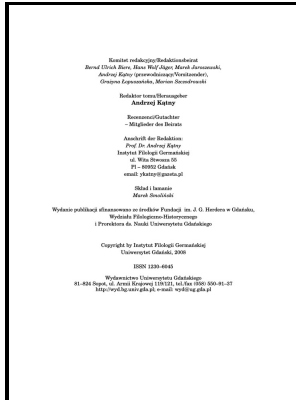 Komitet redakcyjny/Redaktionsbeirat
Bernd Ulrich Biere, Hans Wolf Jäger, Marek Jaroszewski,
Andrzej Kątny (przewodniczący/Vorsitzender),
Grażyna Łopuszańska, Marian Szczodrowski
Redaktor tomu/Herausgeber
Andrzej Kątny
Recenzenci/Gutachter
– Mitglieder des Beirats
Anschrift der Redaktion:
Prof. Dr. Andrzej Kątny
Instytut Filologii Germańskiej
ul. Wita Stwosza 55
Pl – 80952 Gdańsk
email: ykatny@gazeta.pl
Skład i łamanie
Marek Smoliński
Wydanie publikacji sfinansowano ze środków Fundacji im. J. G. Herdera w Gdańsku,
Wydziału Filologiczno-Historycznego
i Prorektora ds. Nauki Uniwersytetu Gdańskiego
Copyright by Instytut Filologii Germańskiej
Uniwersytet Gdański, 2008
ISSN 1230–6045
Wydawnictwo Uniwersytetu Gdańskiego
81–824 Sopot, ul. Armii Krajowej 119/121, tel./fax (058) 550–91–37
http://wyd.bg.univ.gda.pl; e-mail: wyd@ug.gda.pl